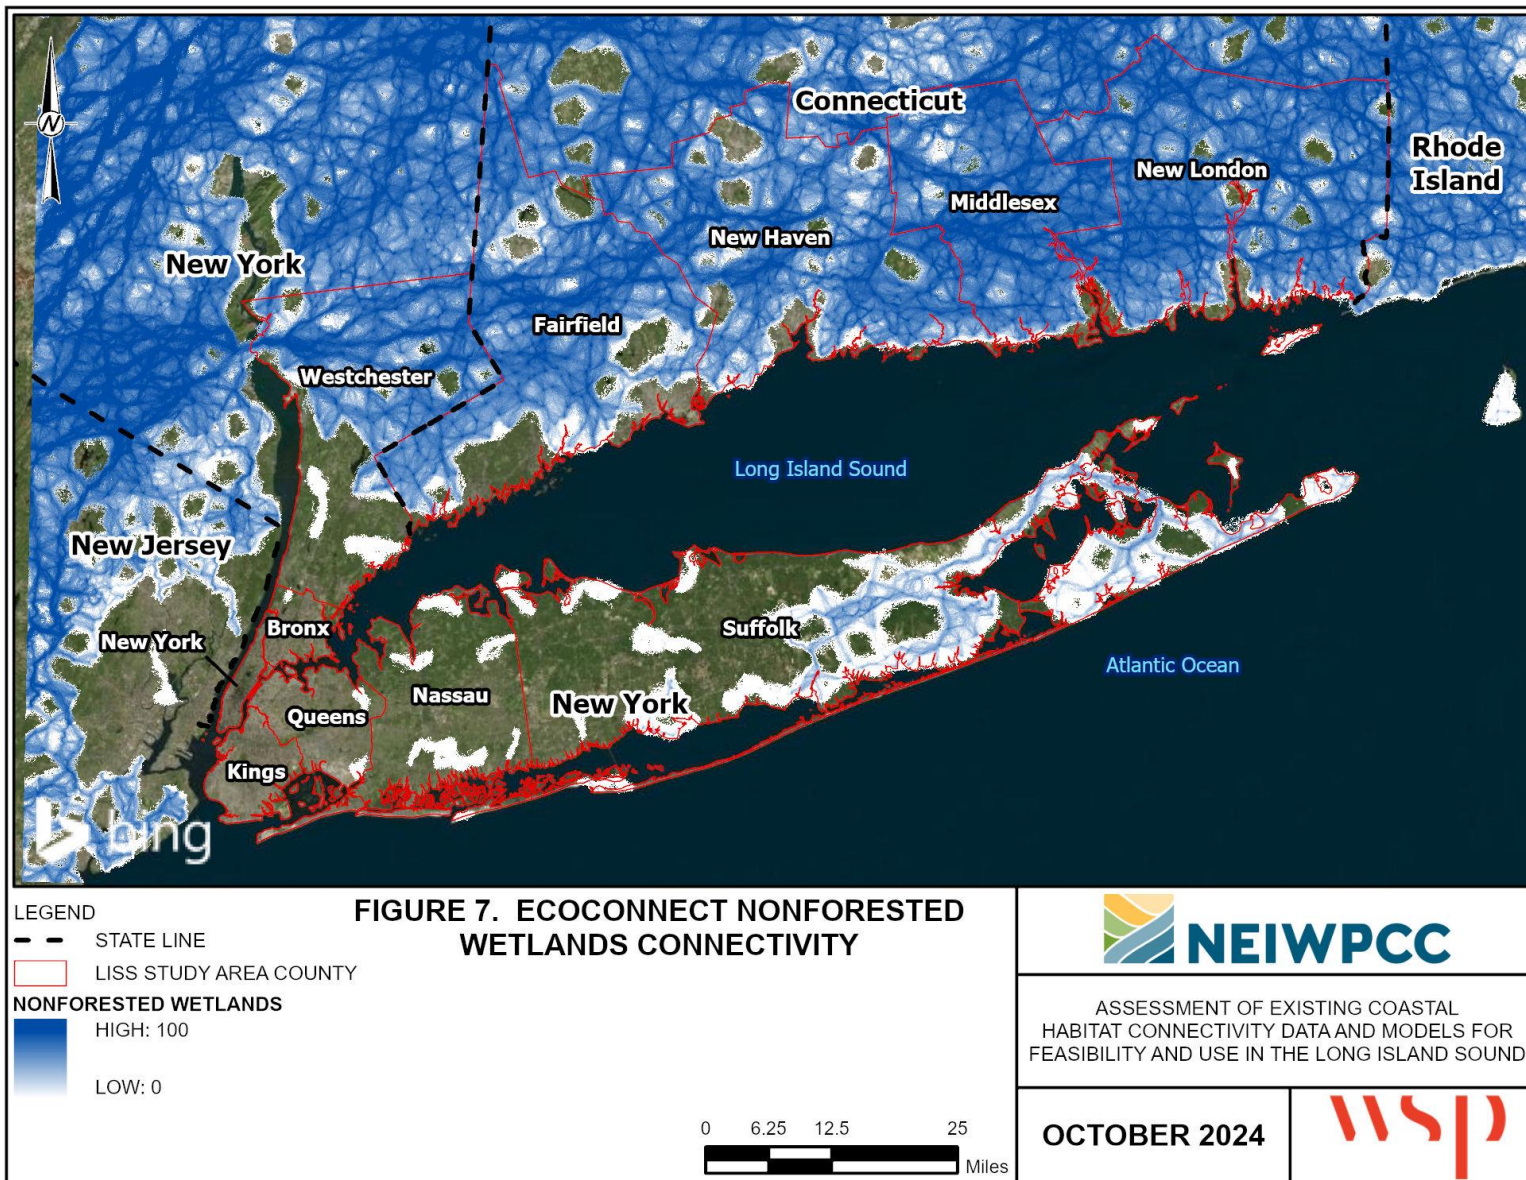 N
Connecticut
Rhode
Island
New London
Middlesex
New Haven
New York
Fairfield
Westchester
Long Island Sound
New Jersey
New York
Bronx
Suffolk
Atlantic Ocean
Nassau
New York
Queens
Kings
bing
LEGEND
STATE LINE
LISS STUDY AREA COUNTY
NONFORESTED WETLANDS
HIGH: 100
LOW: 0
FIGURE 7. ECOCONNECT NONFORESTED
WETLANDS CONNECTIVITY
0 6.25 12.5 25
Miles
NEIWPCC
ASSESSMENT OF EXISTING COASTAL
HABITAT CONNECTIVITY DATA AND MODELS FOR
FEASIBILITY AND USE IN THE LONG ISLAND SOUND
OCTOBER 2024
wsp